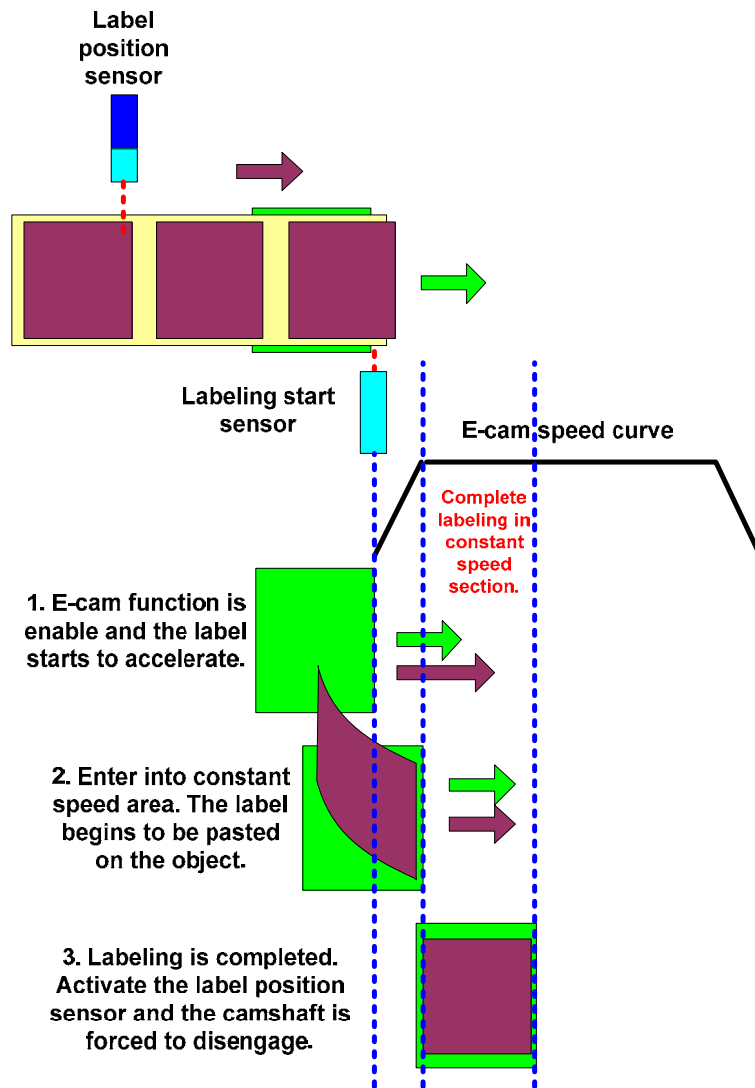 Label
position
sensor
Labeling start
sensor
E-cam speed curve
Complete
labeling in
constant
speed
section.
1. E-cam function is
enable and the label
starts to accelerate.
2. Enter into constant
speed area. The label
begins to be pasted
on the object.
3. Labeling is completed.
Activate the label position
sensor and the camshaft is
forced to disengage.